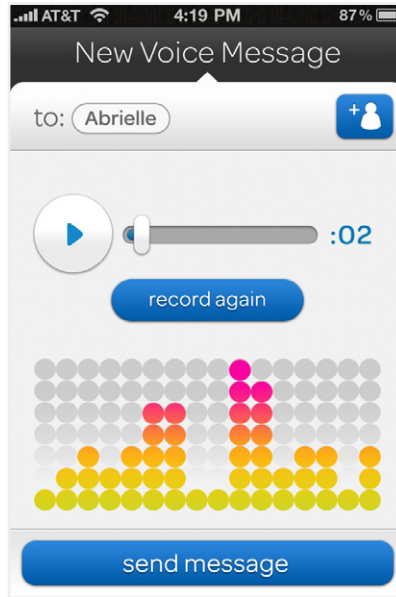 AT&T 4:19 PM 87%
New Voice Message
to: Abrielle
+
:02
record again
send message